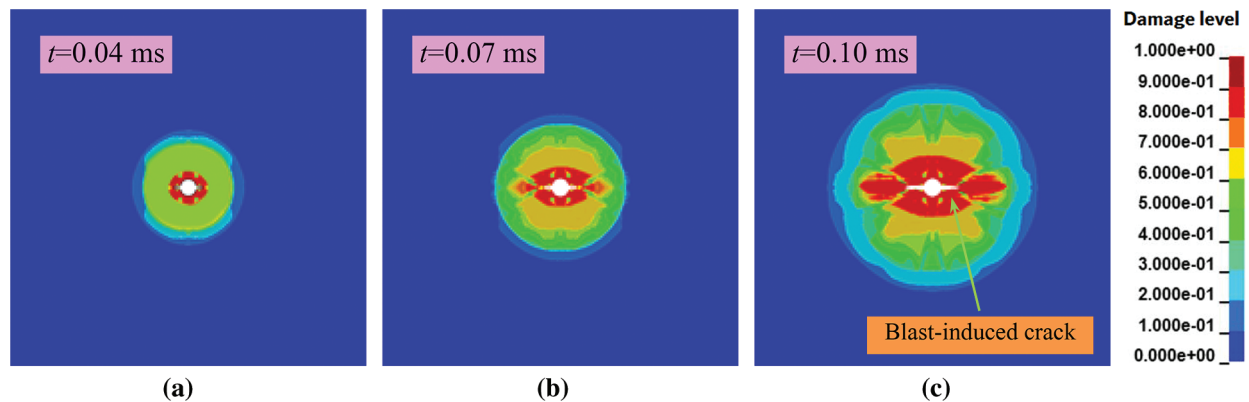 t=0.04 ms
t=0.07 ms
t=0.10 ms
Blast-induced crack
Damage level
1.000e+00
9.000e-01
8.000e-01
7.000e-01
6.000e-01
5.000e-01
4.000e-01
3.000e-01
2.000e-01
1.000e-01
0.000e+00
(a)
(b)
(c)